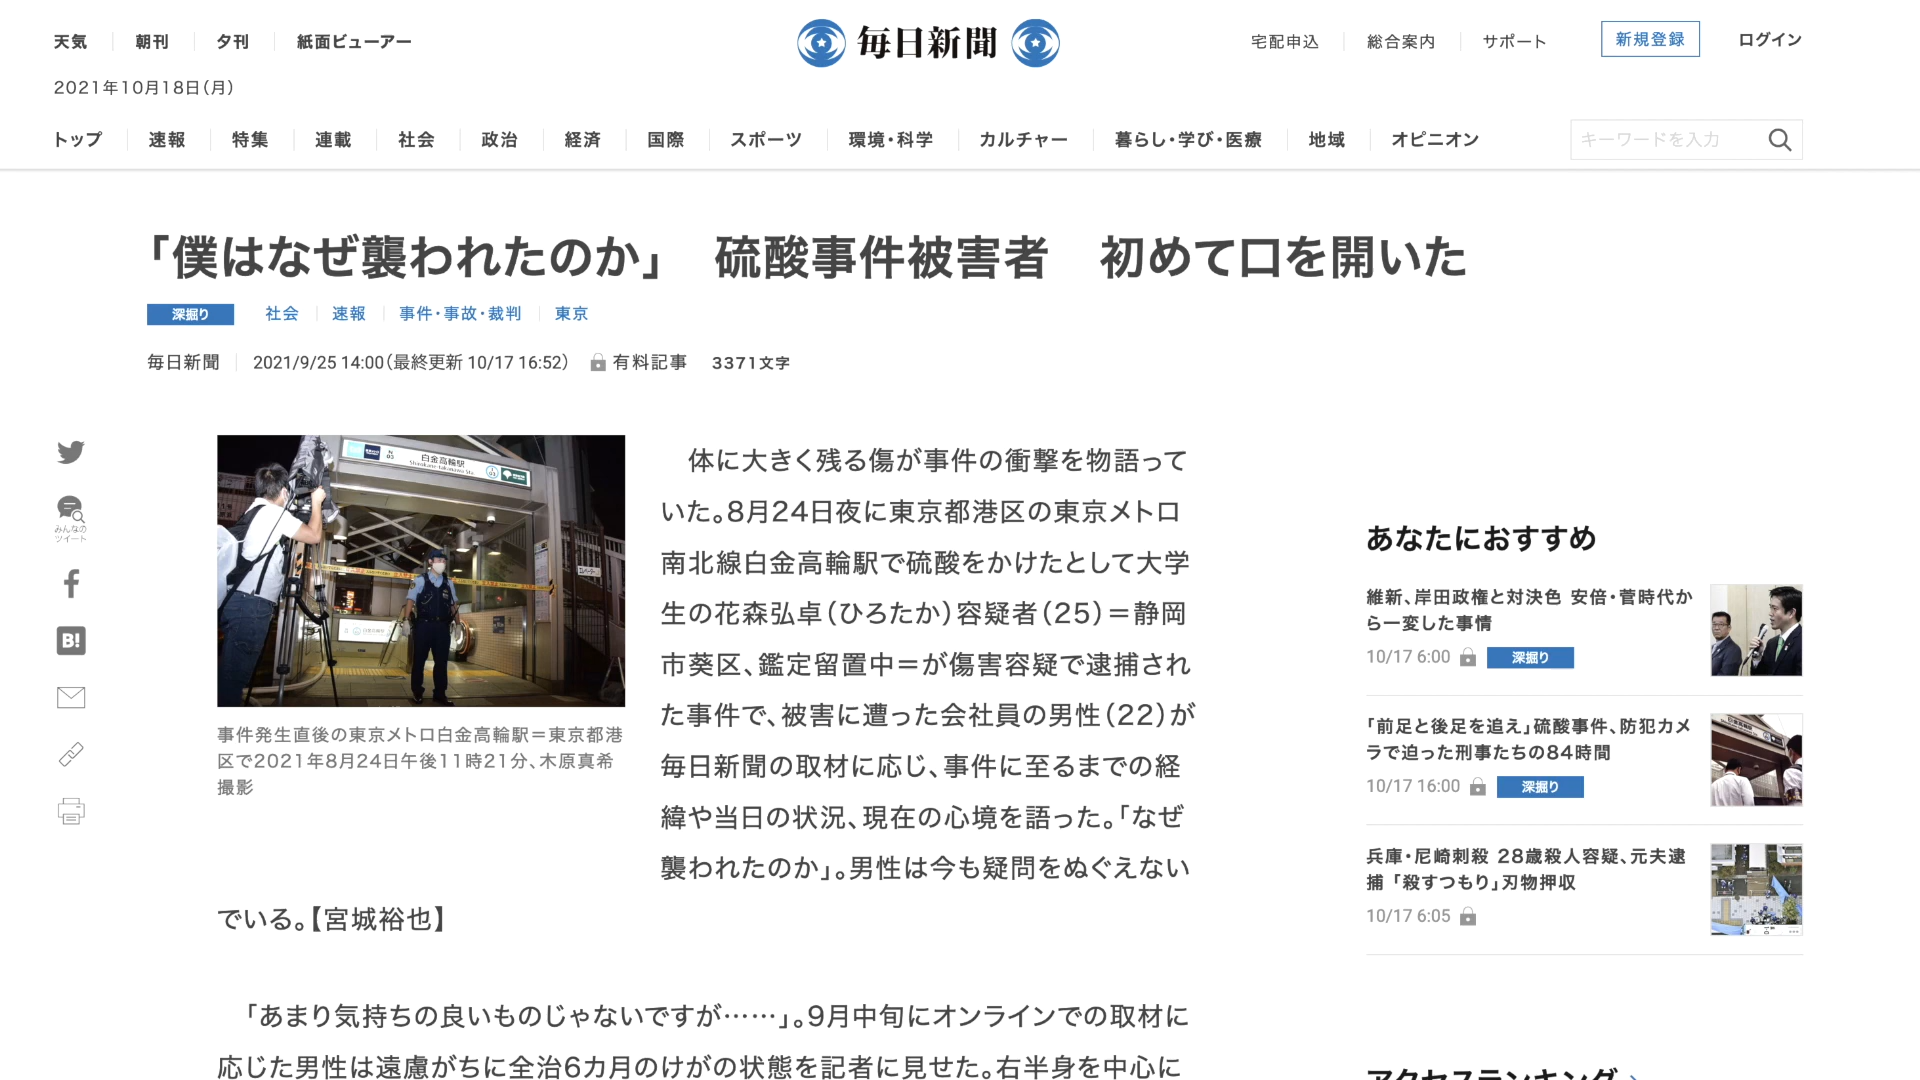 天気 朝刊 夕刊 紙面ビューアー
毎日新聞
宅配申込 総合案内 サポート 新規登録 ログイン
2021年10月18日(月)
トップ 速報 特集 連載 社会 政治 経済 国際 スポーツ 環境・科学 カルチャー 暮らし・学び・医療 地域 オピニオン キーワードを入力
「僕はなぜ襲われたのか」　硫酸事件被害者　初めて口を開いた
深掘り 社会 速報 事件・事故・裁判 東京
毎日新聞 2021/9/25 14:00(最終更新 10/17 16:52) 有料記事 3371文字
みんなの
ツイート
B!
白金高輪駅
Shirokane-takanawa Sta.
事件発生直後の東京メトロ白金高輪駅＝東京都港
区で2021年8月24日午後11時21分、木原真希
撮影
　体に大きく残る傷が事件の衝撃を物語って
いた。8月24日夜に東京都港区の東京メトロ
南北線白金高輪駅で硫酸をかけたとして大学
生の花森弘卓(ひろたか)容疑者(25)＝静岡
市葵区、鑑定留置中＝が傷害容疑で逮捕され
た事件で、被害に遭った会社員の男性(22)が
毎日新聞の取材に応じ、事件に至るまでの経
緯や当日の状況、現在の心境を語った。「なぜ
襲われたのか」。男性は今も疑問をぬぐえない
でいる。【宮城裕也】
　「あまり気持ちの良いものじゃないですが……」。9月中旬にオンラインでの取材に
応じた男性は遠慮がちに全治6カ月のけがの状態を記者に見せた。右半身を中心に
あなたにおすすめ
維新、岸田政権と対決色 安倍・菅時代か
ら一変した事情
10/17 6:00 深掘り
「前足と後足を追え」硫酸事件、防犯カメ
ラで迫った刑事たちの84時間
10/17 16:00 深掘り
兵庫・尼崎刺殺 28歳殺人容疑、元夫逮
捕 「殺すつもり」刃物押収
10/17 6:05
アクセスランキング